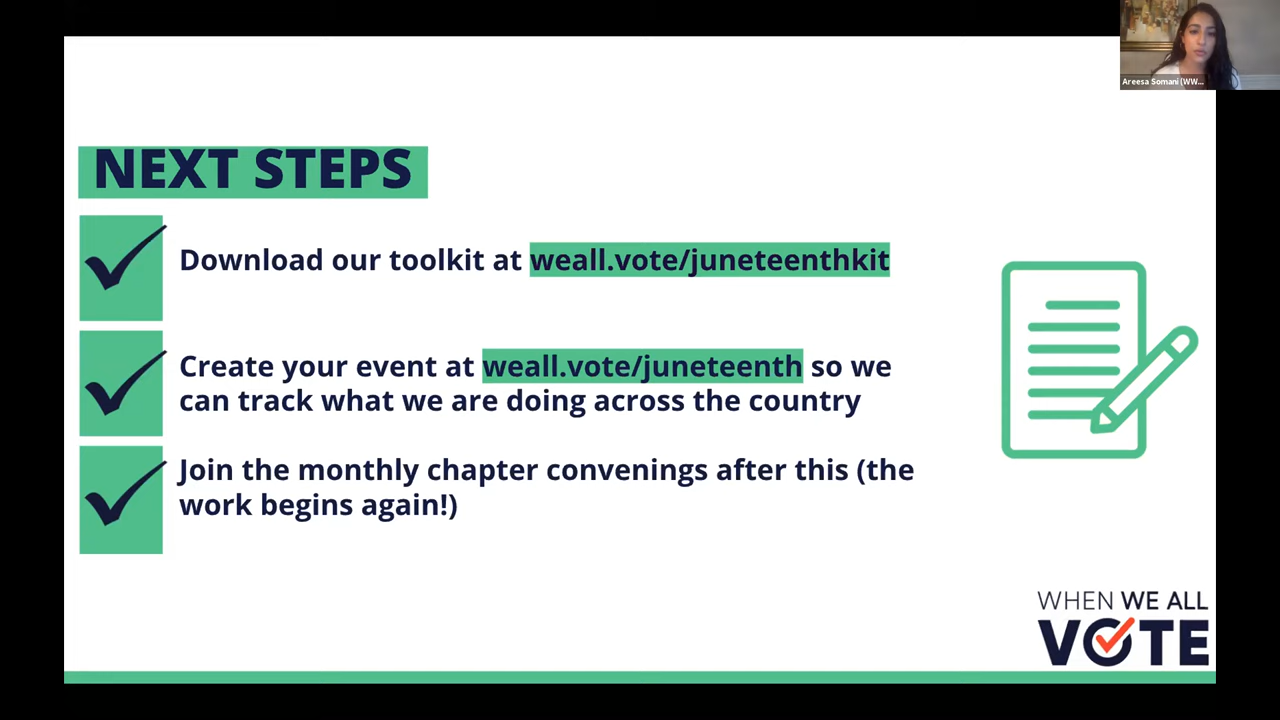 Areesa Somani (WW...
NEXT STEPS
Download our toolkit at weall.vote/juneteenthkit
Create your event at weall.vote/juneteenth so we
can track what we are doing across the country
Join the monthly chapter convenings after this (the
work begins again!)
WHEN WE ALL
VOTE